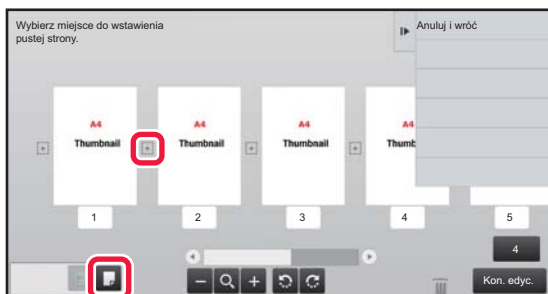 Wybierz miejsce do wstawienia
pustej strony.
Anuluj i wróć
A4
Thumbnail
A4
Thumbnail
A4
Thumbnail
A4
Thumb
1
2
3
4
5
4
Kon. edyc.